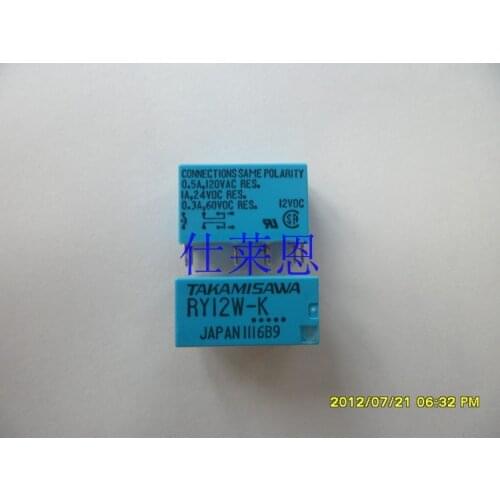 CONNECTIONS SAME POLARITY
0.5A,120VAC RES.
1A,24VDC RES.
0.3A,60VDC RES. 12VDC
仕莱恩
TAKAMISAWA
RY12W-K
JAPAN 1116B9
2012/07/21 06:32 PM